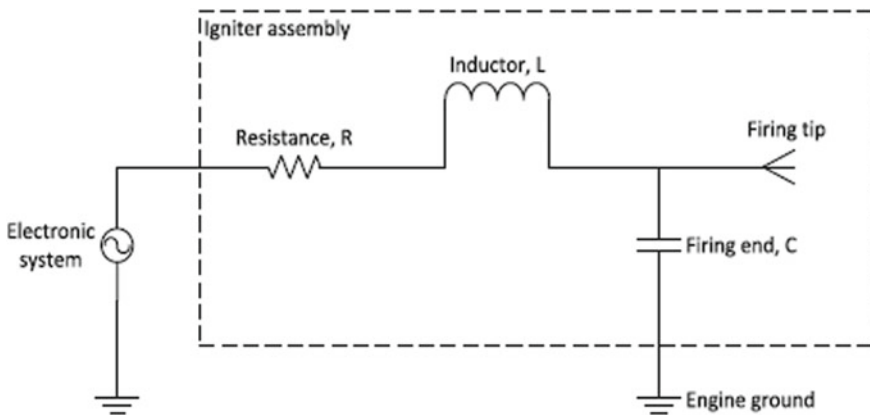 Igniter assembly
Inductor, L
Resistance, R
Firing tip
Electronic
system
Firing end, C
Engine ground